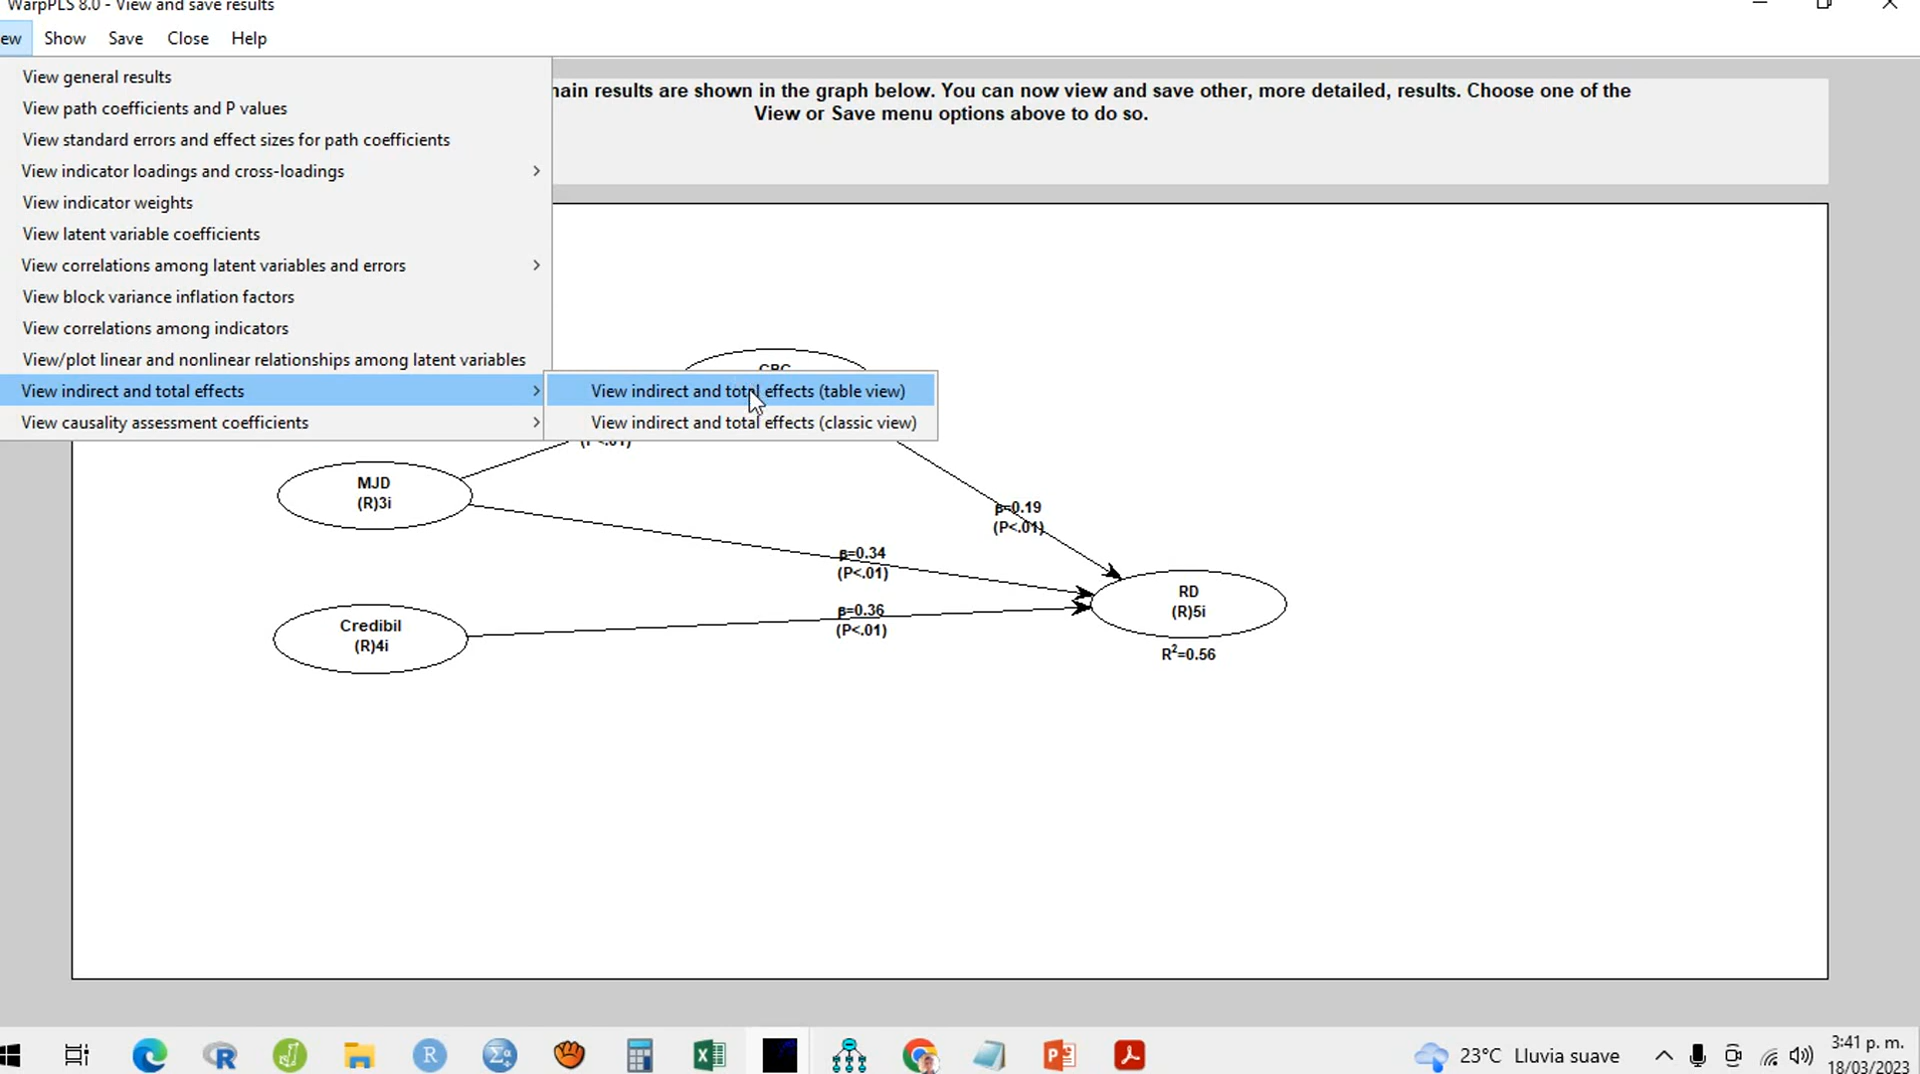 WarpPLS 8.0 - View and save results
ew Show Save Close Help
View general results
View path coefficients and P values
View standard errors and effect sizes for path coefficients
View indicator loadings and cross-loadings
View indicator weights
View latent variable coefficients
View correlations among latent variables and errors
View block variance inflation factors
View correlations among indicators
View/plot linear and nonlinear relationships among latent variables
View indirect and total effects
View causality assessment coefficients
View indirect and total effects (table view)
View indirect and total effects (classic view)
ain results are shown in the graph below. You can now view and save other, more detailed, results. Choose one of the
View or Save menu options above to do so.
(P<.01)
MJD
(R)3i
β=0.19
(P<.01)
β=0.34
(P<.01)
β=0.36
(P<.01)
Credibil
(R)4i
RD
(R)5i
R²=0.56
23°C Lluvia suave
3:41 p. m.
18/03/2023